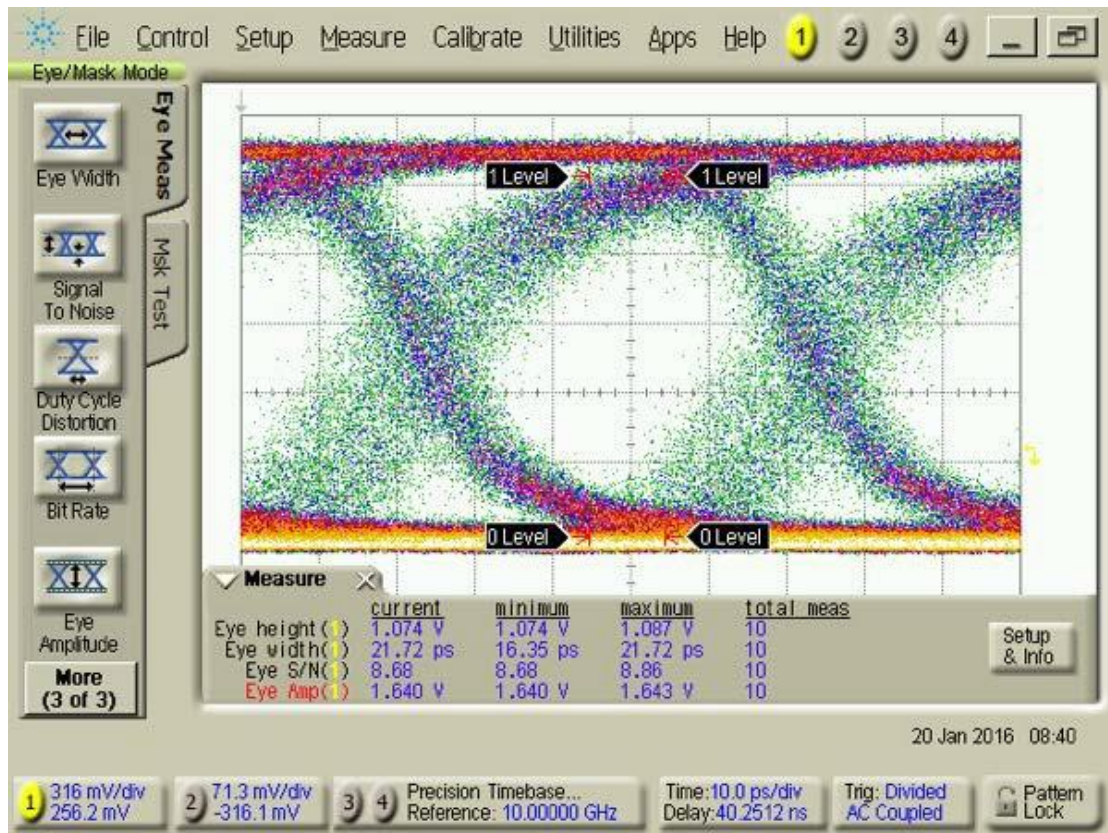 File Control Setup Measure Calibrate Utilities Apps Help 1 2 3 4
Eye/Mask Mode
Eye Meas
Msk Test
Eye Width
Signal
To Noise
Duty Cycle
Distortion
Bit Rate
Eye
Amplitude
More
(3 of 3)
1 Level 1 Level
0 Level 0 Level
Measure
current minimum maximum total meas
Eye height(1) 1.074 V 1.074 V 1.087 V 10
Eye width(1) 21.72 ps 16.35 ps 21.72 ps 10
Eye S/N(1) 8.68 8.68 8.86 10
Eye Amp(1) 1.640 V 1.640 V 1.643 V 10
Setup
& Info
20 Jan 2016 08:40
1 316 mV/div
256.2 mV
2 71.3 mV/div
-316.1 mV
3 4 Precision Timebase...
Reference: 10.00000 GHz
Time:10.0 ps/div
Delay:40.2512 ns
Trig: Divided
AC Coupled
Pattern
Lock